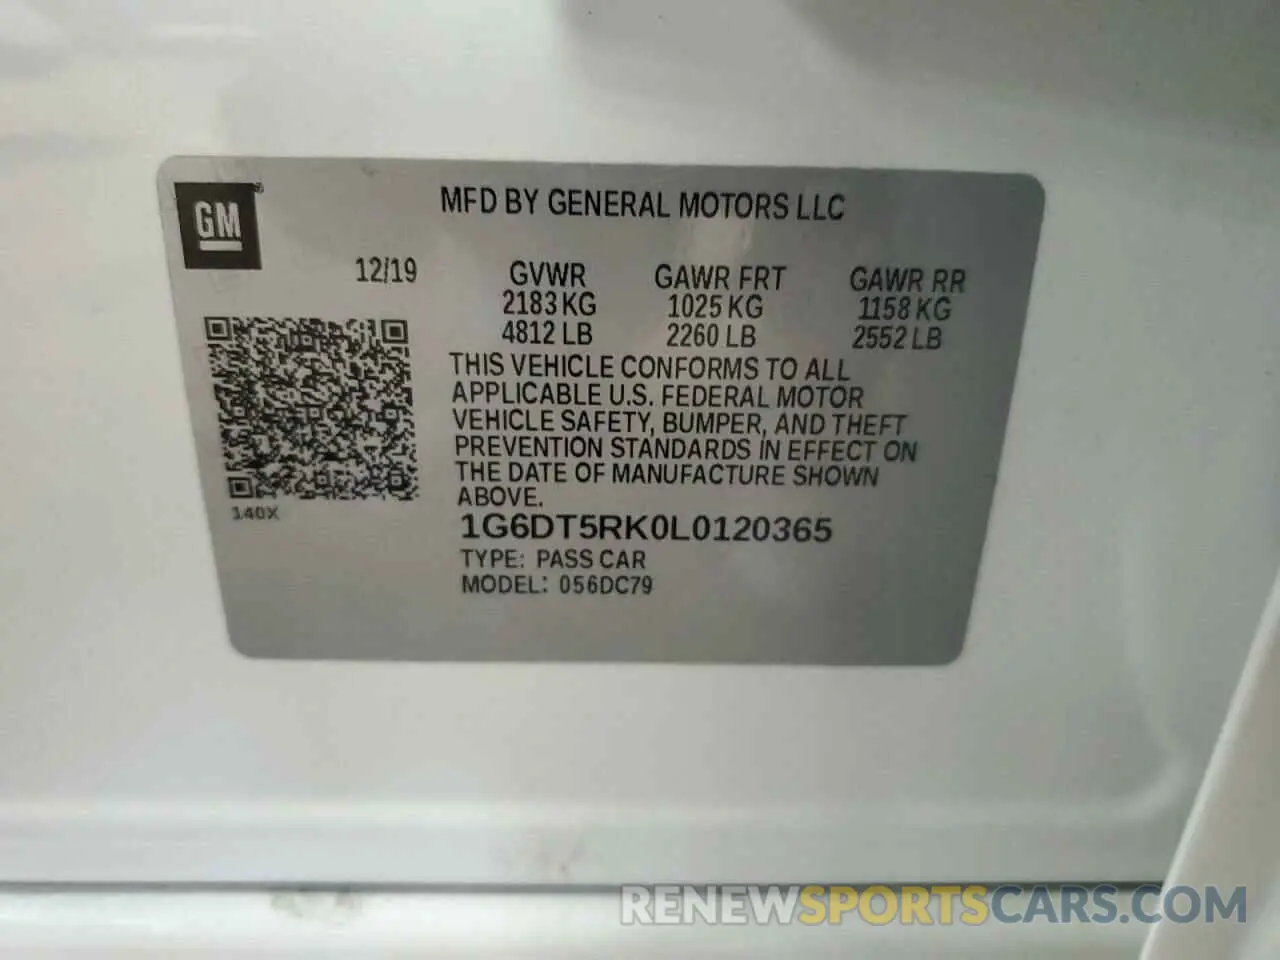 GM®
MFD BY GENERAL MOTORS LLC
12/19
GVWR GAWR FRT GAWR RR
2183 KG 1025 KG 1158 KG
4812 LB 2260 LB 2552 LB
THIS VEHICLE CONFORMS TO ALL
APPLICABLE U.S. FEDERAL MOTOR
VEHICLE SAFETY, BUMPER, AND THEFT
PREVENTION STANDARDS IN EFFECT ON
THE DATE OF MANUFACTURE SHOWN
ABOVE.
140X
1G6DT5RK0L0120365
TYPE: PASS CAR
MODEL: 056DC79
RENEWSPORTSCARS.COM